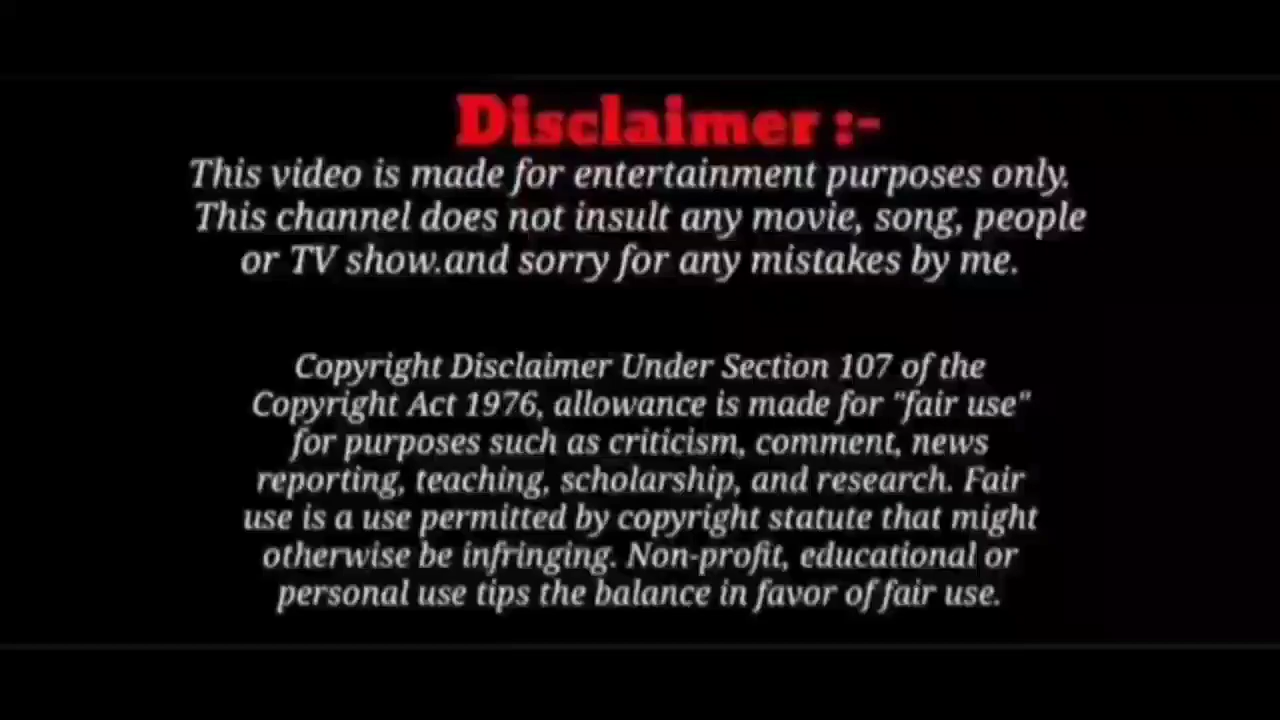 Disclaimer :-
This video is made for entertainment purposes only.
This channel does not insult any movie, song, people
or TV show.and sorry for any mistakes by me.
Copyright Disclaimer Under Section 107 of the
Copyright Act 1976, allowance is made for "fair use"
for purposes such as criticism, comment, news
reporting, teaching, scholarship, and research. Fair
use is a use permitted by copyright statute that might
otherwise be infringing. Non-profit, educational or
personal use tips the balance in favor of fair use.